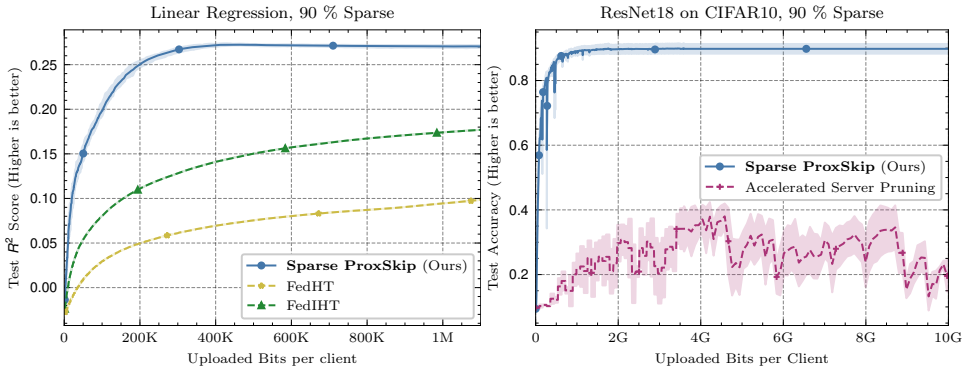 Linear Regression, 90 % Sparse
Test R² Score (Higher is better)
0.25
0.20
0.15
0.10
0.05
0.00
Sparse ProxSkip (Ours)
FedHT
FedIHT
0
200K
400K
600K
800K
1M
Uploaded Bits per client
ResNet18 on CIFAR10, 90 % Sparse
Test Accuracy (Higher is better)
0.8
0.6
0.4
0.2
Sparse ProxSkip (Ours)
Accelerated Server Pruning
0
2G
4G
6G
8G
10G
Uploaded Bits per Client